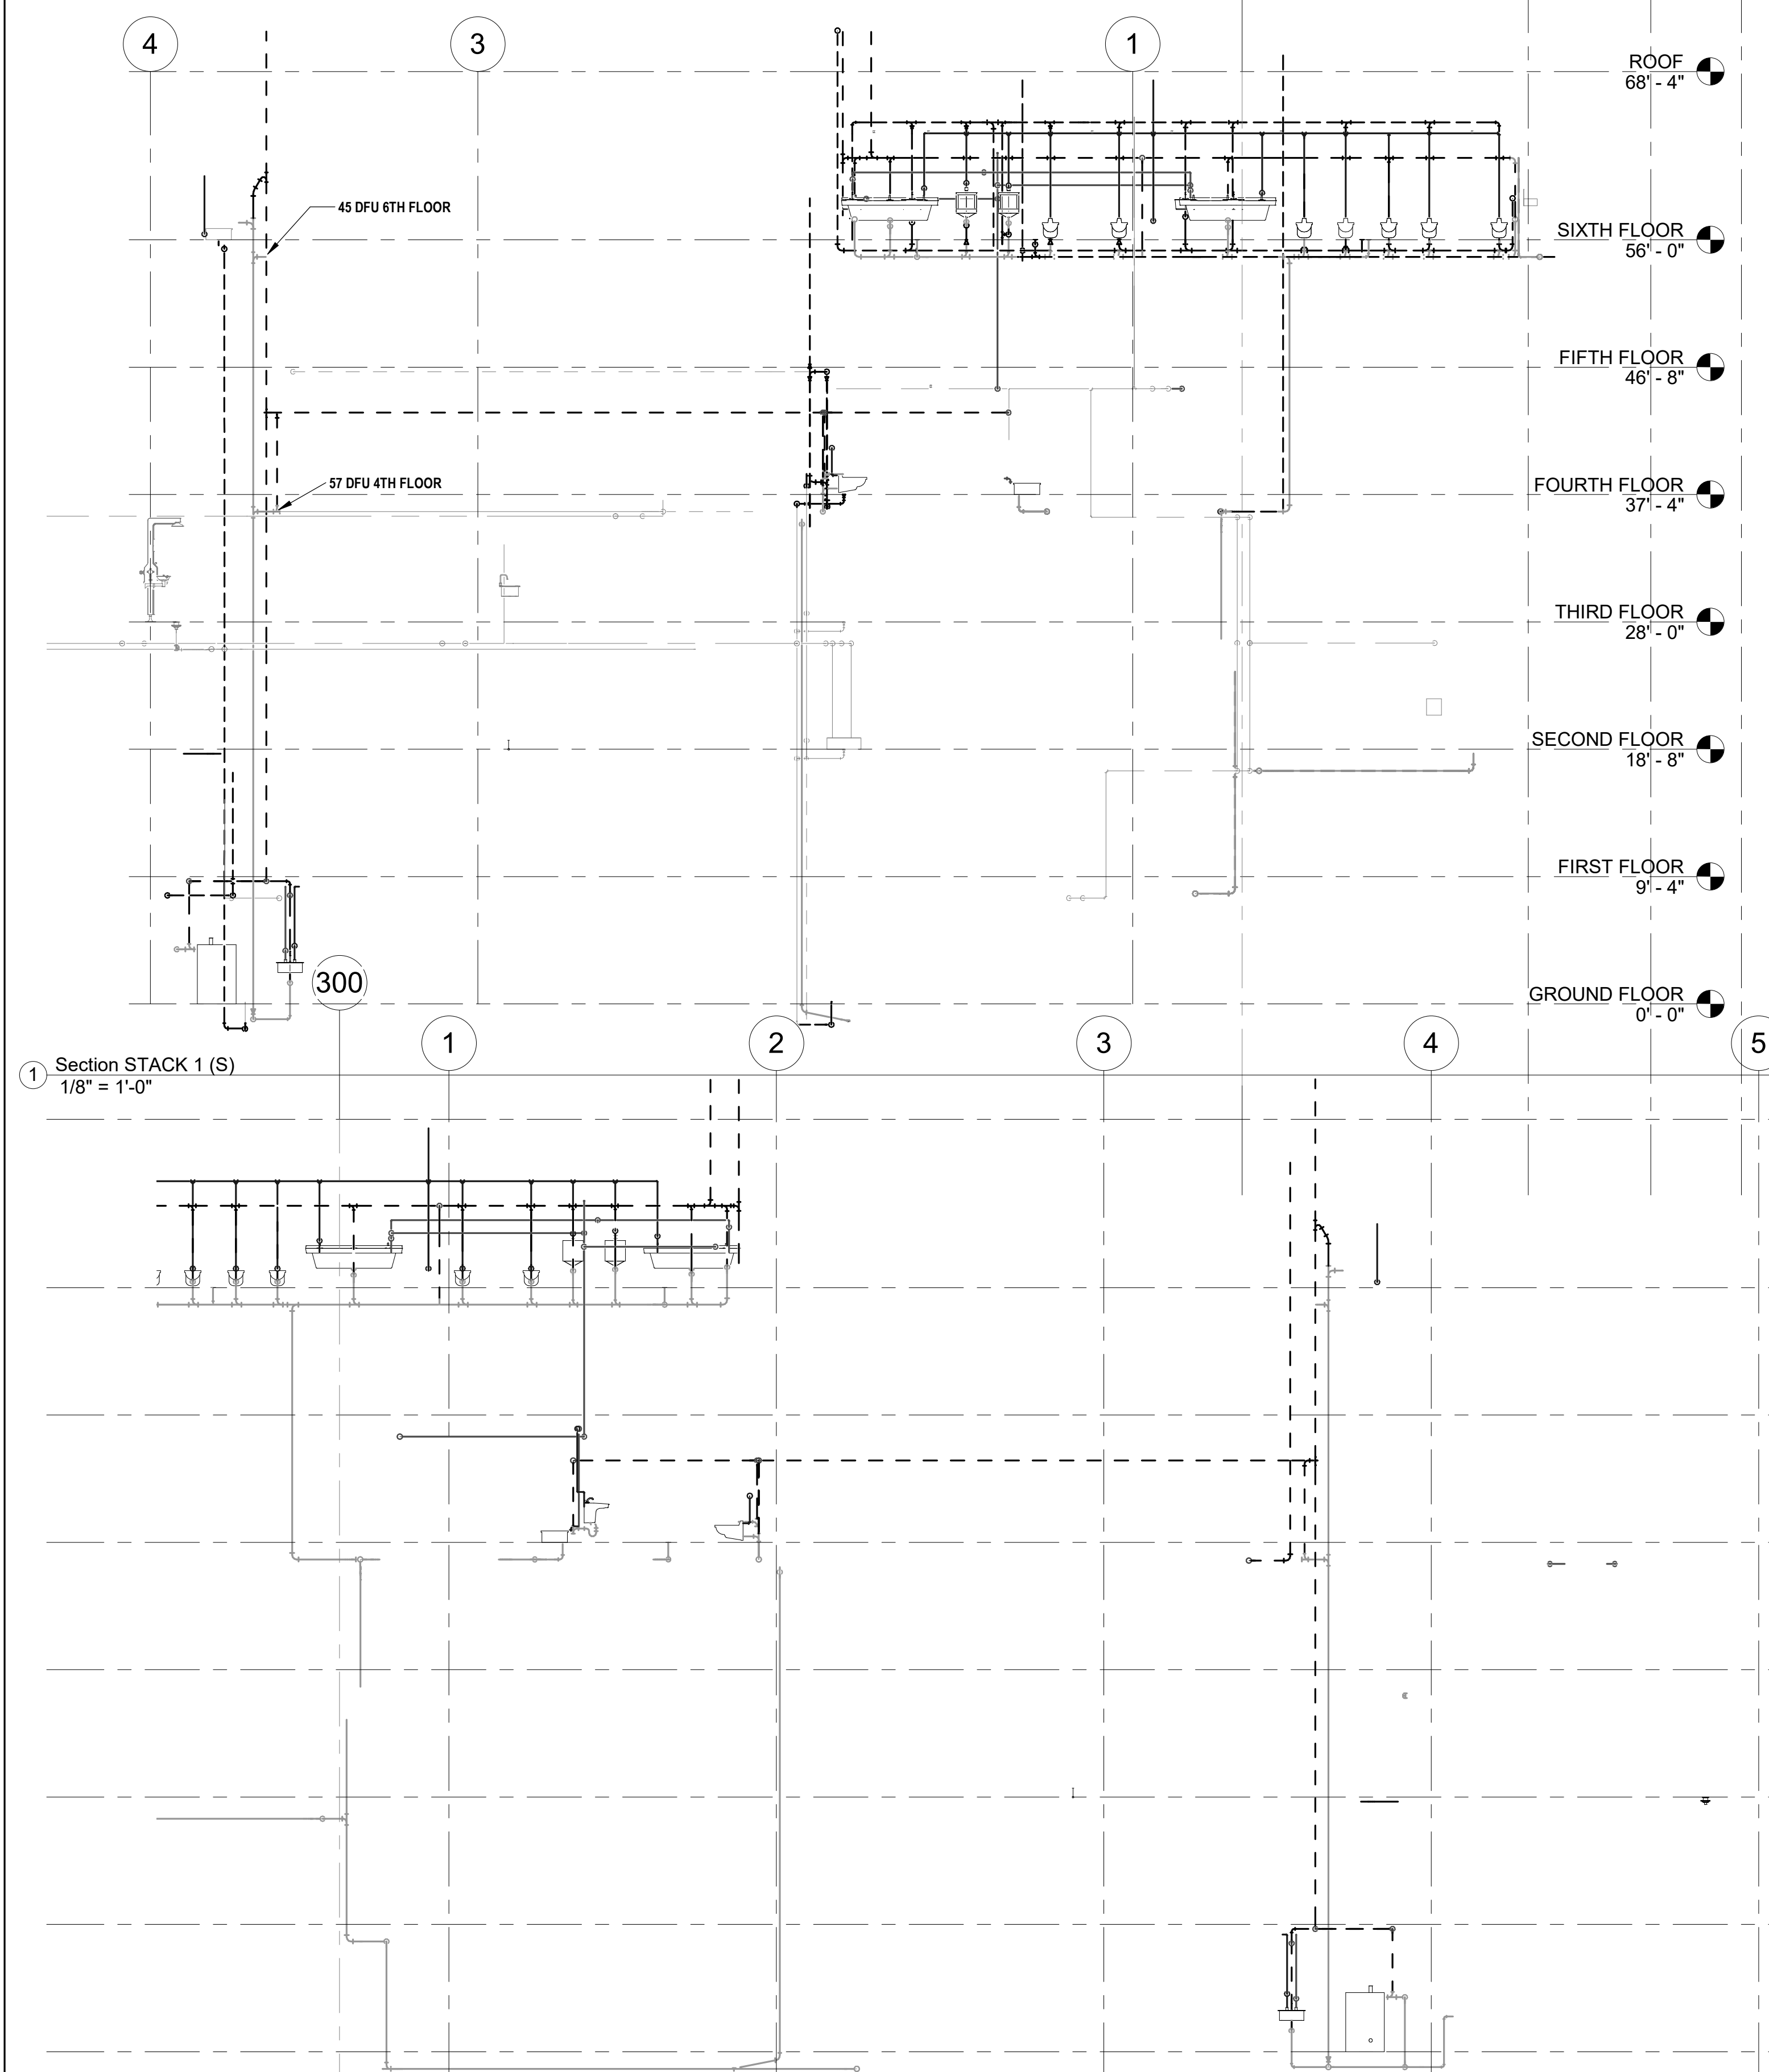 4
3
1
ROOF
68' - 4"
45 DFU 6TH FLOOR
SIXTH FLOOR
56' - 0"
FIFTH FLOOR
46' - 8"
57 DFU 4TH FLOOR
FOURTH FLOOR
37' - 4"
THIRD FLOOR
28' - 0"
SECOND FLOOR
18' - 8"
FIRST FLOOR
9' - 4"
300
GROUND FLOOR
0' - 0"
1
2
3
4
5
1 Section STACK 1 (S)
1/8" = 1'-0"